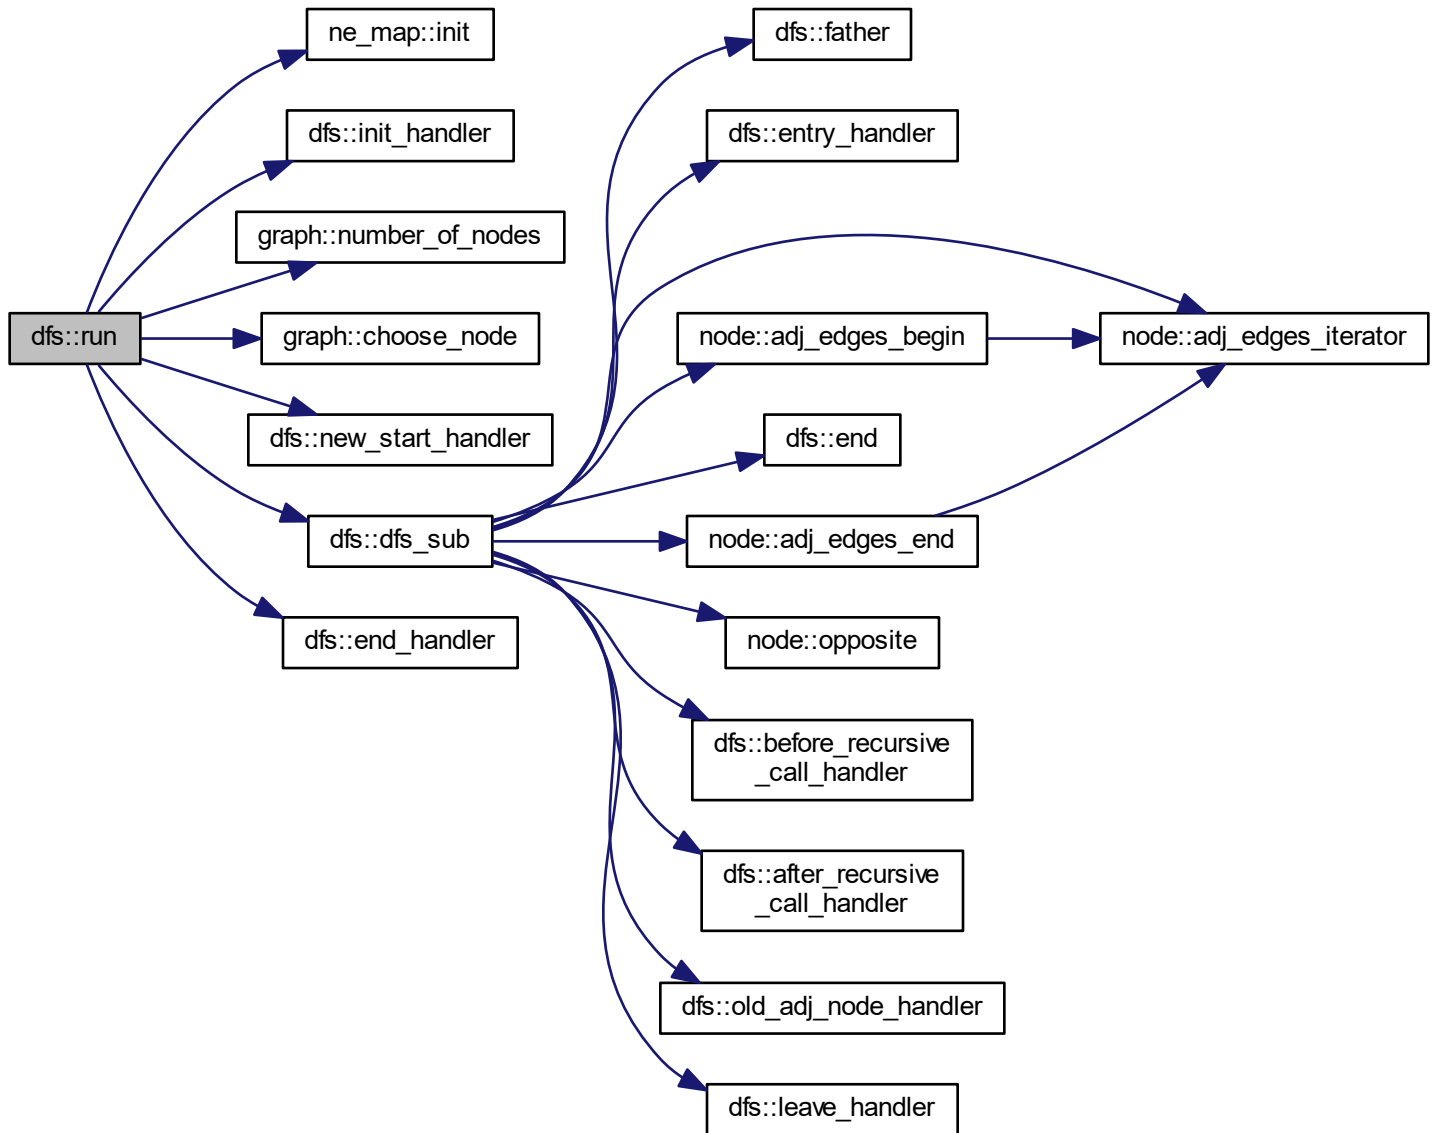 dfs::run
ne_map::init
dfs::init_handler
graph::number_of_nodes
graph::choose_node
dfs::new_start_handler
dfs::dfs_sub
dfs::end_handler
dfs::father
dfs::entry_handler
node::adj_edges_begin
dfs::end
node::adj_edges_end
node::opposite
dfs::before_recursive
_call_handler
dfs::after_recursive
_call_handler
dfs::old_adj_node_handler
dfs::leave_handler
node::adj_edges_iterator